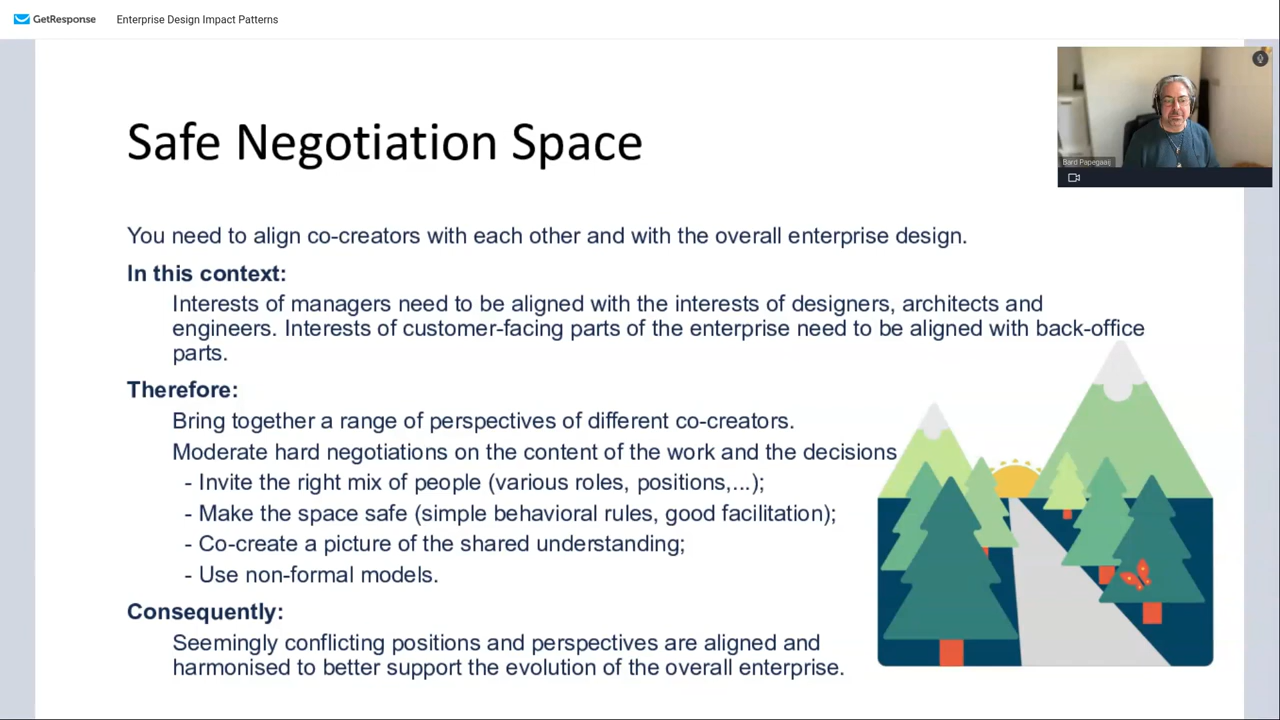 GetResponse Enterprise Design Impact Patterns
Safe Negotiation Space
Bard Papegaaij
You need to align co-creators with each other and with the overall enterprise design.
In this context:
Interests of managers need to be aligned with the interests of designers, architects and
engineers. Interests of customer-facing parts of the enterprise need to be aligned with back-office
parts.
Therefore:
Bring together a range of perspectives of different co-creators.
Moderate hard negotiations on the content of the work and the decisions
- Invite the right mix of people (various roles, positions,...);
- Make the space safe (simple behavioral rules, good facilitation);
- Co-create a picture of the shared understanding;
- Use non-formal models.
Consequently:
Seemingly conflicting positions and perspectives are aligned and
harmonised to better support the evolution of the overall enterprise.